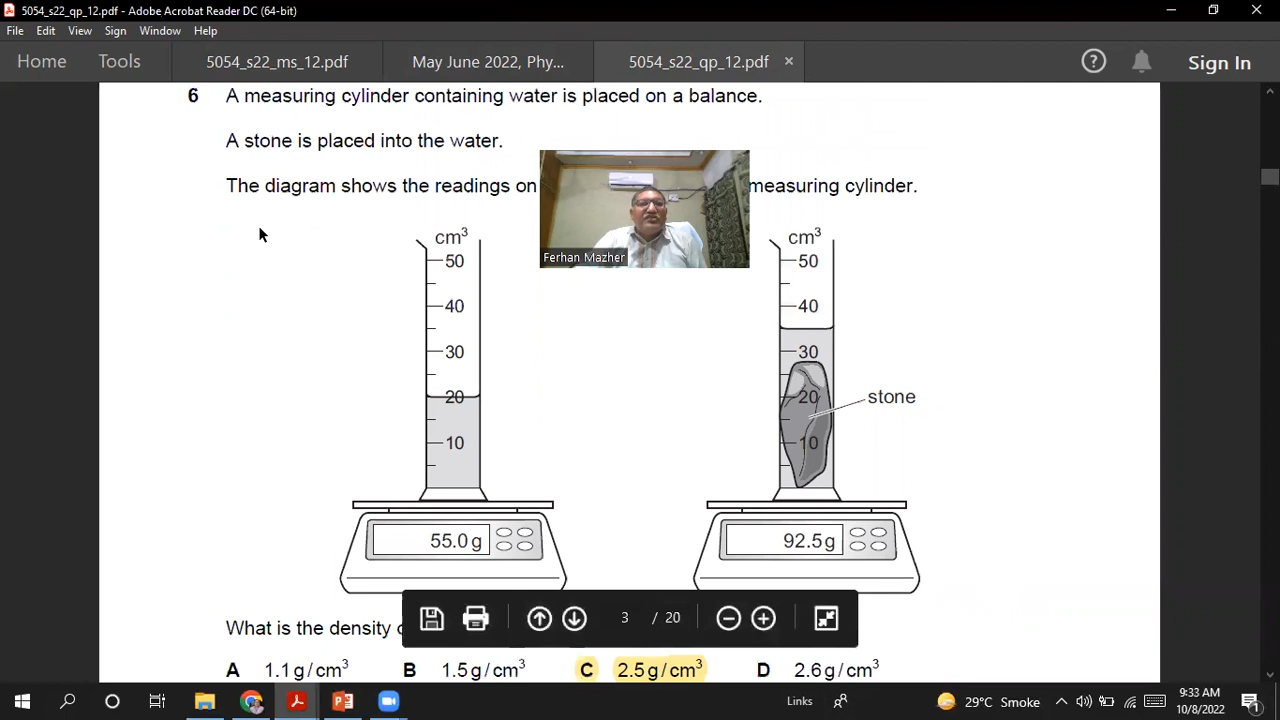 5054_s22_qp_12.pdf - Adobe Acrobat Reader DC (64-bit)
File Edit View Sign Window Help
Home Tools 5054_s22_ms_12.pdf May June 2022, Phy... 5054_s22_qp_12.pdf × ? Sign In
6 A measuring cylinder containing water is placed on a balance.
A stone is placed into the water.
The diagram shows the readings on measuring cylinder.
Ferhan Mazher
cm³ cm³
50 50
40 40
30 30
20 20 stone
10 10
55.0 g 92.5 g
3 / 20
What is the density
A 1.1 g / cm³ B 1.5 g / cm³ C 2.5 g / cm³ D 2.6 g / cm³
Links 29°C Smoke 9:33 AM
10/8/2022
1